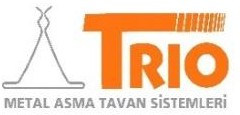 TRIO
METAL ASMA TAVAN SİSTEMLERİ